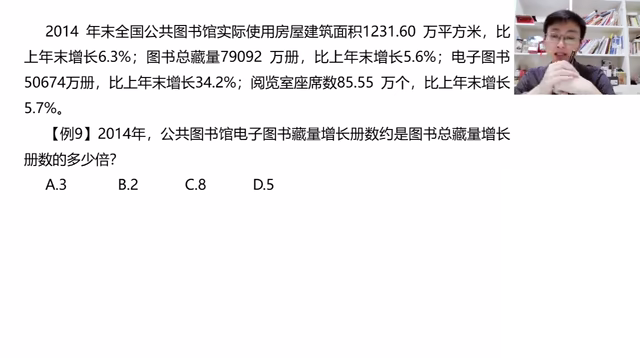 2014 年末全国公共图书馆实际使用房屋建筑面积1231.60 万平方米，比
上年末增长6.3%；图书总藏量79092 万册，比上年末增长5.6%；电子图书
50674万册，比上年末增长34.2%；阅览室座席数85.55 万个，比上年末增长
5.7%。
【例9】2014年，公共图书馆电子图书藏量增长册数约是图书总藏量增长
册数的多少倍？
A.3 B.2 C.8 D.5